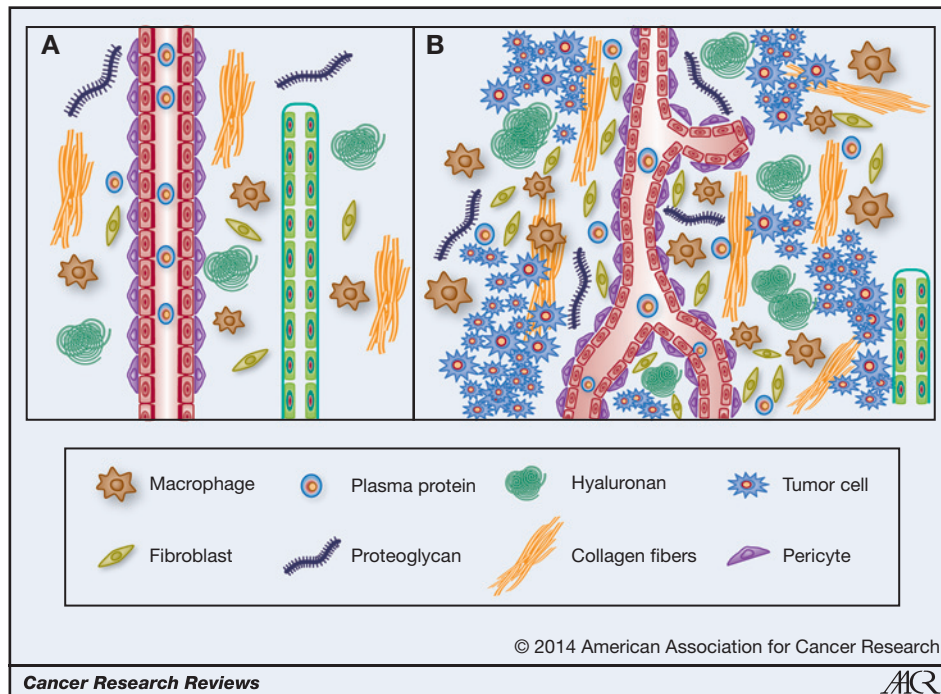 A
B
Macrophage
Plasma protein
Hyaluronan
Tumor cell
Fibroblast
Proteoglycan
Collagen fibers
Pericyte
© 2014 American Association for Cancer Research
Cancer Research Reviews
AACR